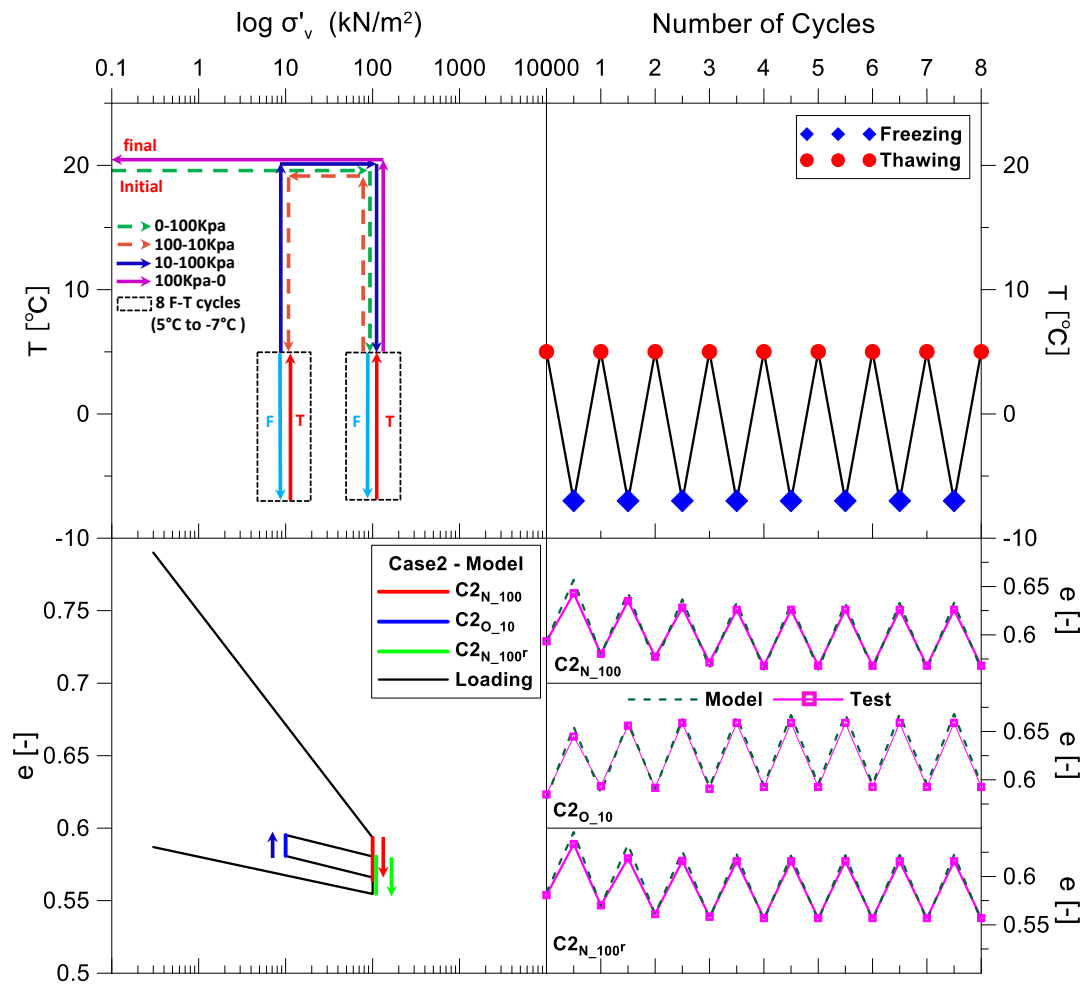 log σ'v (kN/m²)
Number of Cycles
0.1 1 10 100 1000 10000 1 2 3 4 5 6 7 8
final
Initial
0-100Kpa
100-10Kpa
10-100Kpa
100Kpa-0
8 F-T cycles
(5°C to -7°C )
F T
F T
T [°C]
20
10
0
-10
Freezing
Thawing
20
10
0
-10
T [°C]
Case2 - Model
C2N_100
C2O_10
C2N_100r
Loading
e [-]
0.75
0.7
0.65
0.6
0.55
0.5
C2N_100
0.65
0.6
e [-]
Model Test
C2O_10
0.65
0.6
e [-]
C2N_100r
0.6
0.55
e [-]